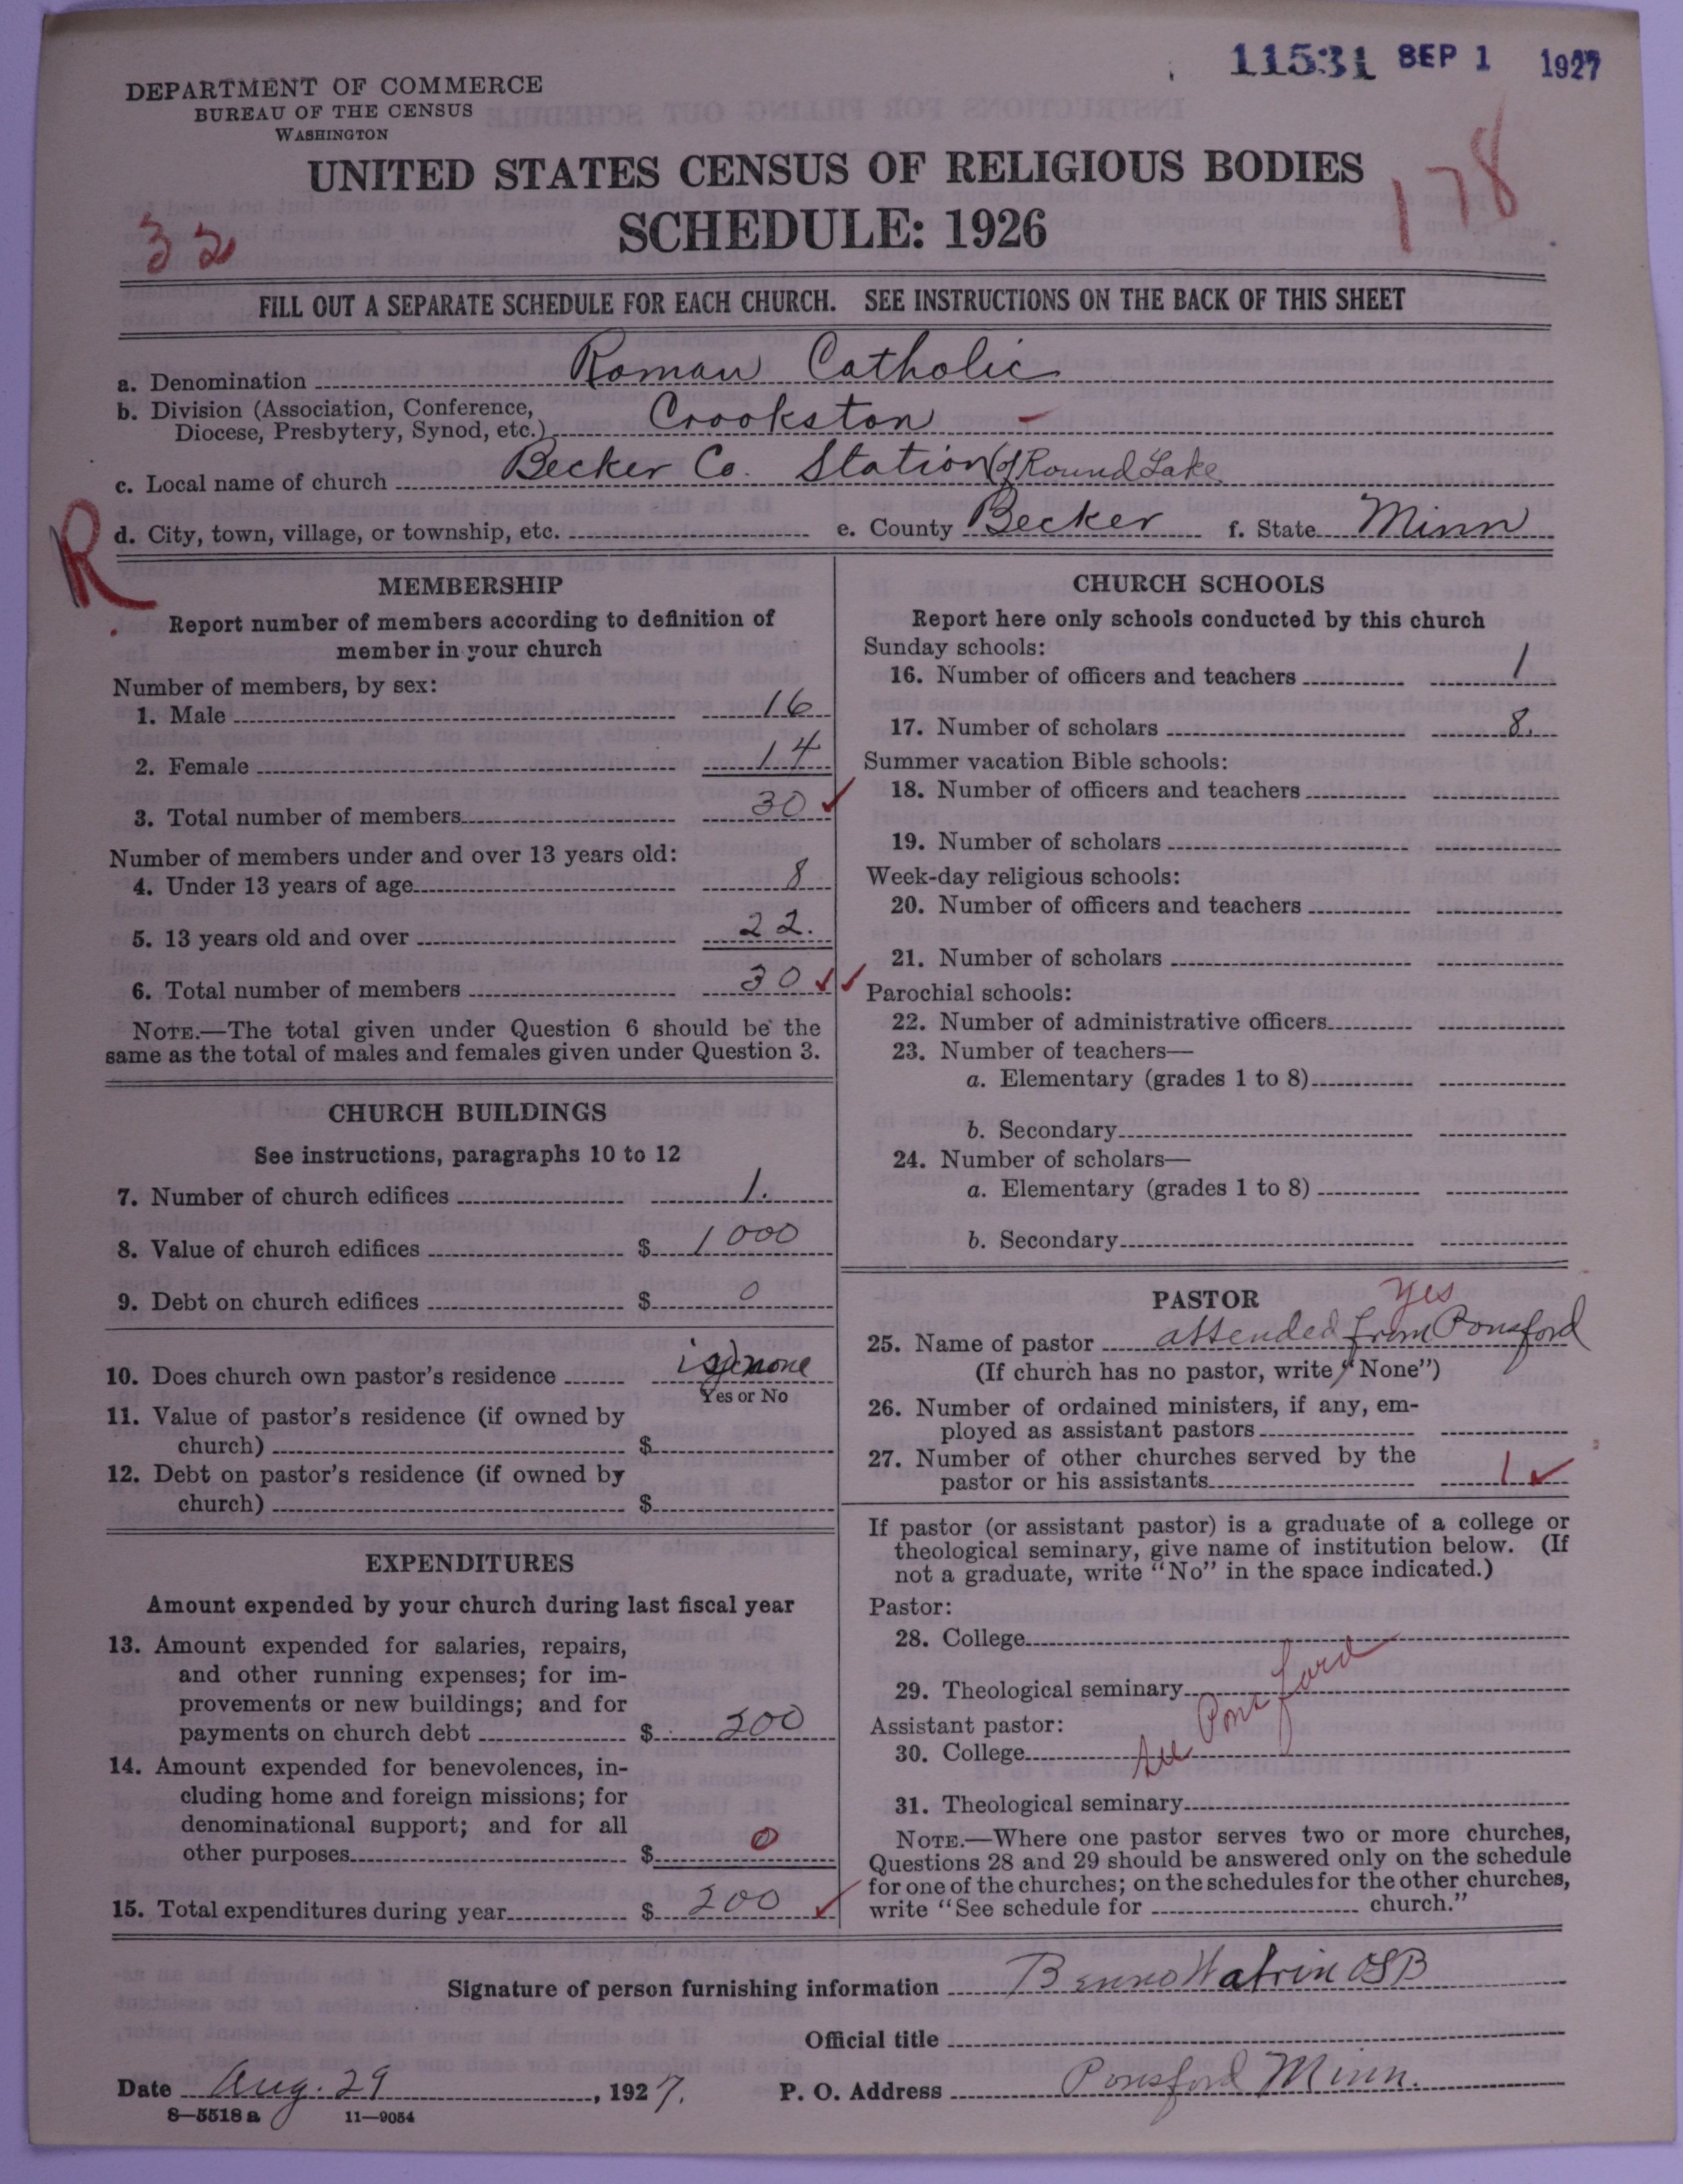 11531 SEP 1 1927
DEPARTMENT OF COMMERCE
BUREAU OF THE CENSUS
WASHINGTON
UNITED STATES CENSUS OF RELIGIOUS BODIES
SCHEDULE: 1926
32
178
FILL OUT A SEPARATE SCHEDULE FOR EACH CHURCH. SEE INSTRUCTIONS ON THE BACK OF THIS SHEET
a. Denomination Roman Catholic
b. Division (Association, Conference,
Diocese, Presbytery, Synod, etc.) Crookston
c. Local name of church Becker Co. Station (of Round Lake
R
d. City, town, village, or township, etc. e. County Becker f. State Minn
MEMBERSHIP
Report number of members according to definition of
member in your church
Number of members, by sex:
1. Male 16
2. Female 14
3. Total number of members 30 ✓
Number of members under and over 13 years old:
4. Under 13 years of age 8
5. 13 years old and over 22.
6. Total number of members 30 ✓✓
NOTE.—The total given under Question 6 should be the
same as the total of males and females given under Question 3.
CHURCH BUILDINGS
See instructions, paragraphs 10 to 12
7. Number of church edifices 1.
8. Value of church edifices $ 1000
9. Debt on church edifices $ 0
10. Does church own pastor's residence none
Yes or No
11. Value of pastor's residence (if owned by
church) $
12. Debt on pastor's residence (if owned by
church) $
EXPENDITURES
Amount expended by your church during last fiscal year
13. Amount expended for salaries, repairs,
and other running expenses; for im-
provements or new buildings; and for
payments on church debt $ 200
14. Amount expended for benevolences, in-
cluding home and foreign missions; for
denominational support; and for all
other purposes $ 0
15. Total expenditures during year $ 200 ✓
CHURCH SCHOOLS
Report here only schools conducted by this church
Sunday schools:
16. Number of officers and teachers 1
17. Number of scholars 8.
Summer vacation Bible schools:
18. Number of officers and teachers
19. Number of scholars
Week-day religious schools:
20. Number of officers and teachers
21. Number of scholars
Parochial schools:
22. Number of administrative officers
23. Number of teachers—
a. Elementary (grades 1 to 8)
b. Secondary
24. Number of scholars—
a. Elementary (grades 1 to 8)
b. Secondary
PASTOR yes
25. Name of pastor attended from Ponsford
(If church has no pastor, write "None")
26. Number of ordained ministers, if any, em-
ployed as assistant pastors
27. Number of other churches served by the
pastor or his assistants 1 ✓
If pastor (or assistant pastor) is a graduate of a college or
theological seminary, give name of institution below. (If
not a graduate, write "No" in the space indicated.)
Pastor:
28. College
29. Theological seminary
Assistant pastor:
See Ponsford
30. College
31. Theological seminary
NOTE.—Where one pastor serves two or more churches,
Questions 28 and 29 should be answered only on the schedule
for one of the churches; on the schedules for the other churches,
write "See schedule for church."
Signature of person furnishing information Benno Watrin OSB
Official title
Date Aug. 29, 1927. P. O. Address Ponsford Minn.
8—5518 a 11—9054